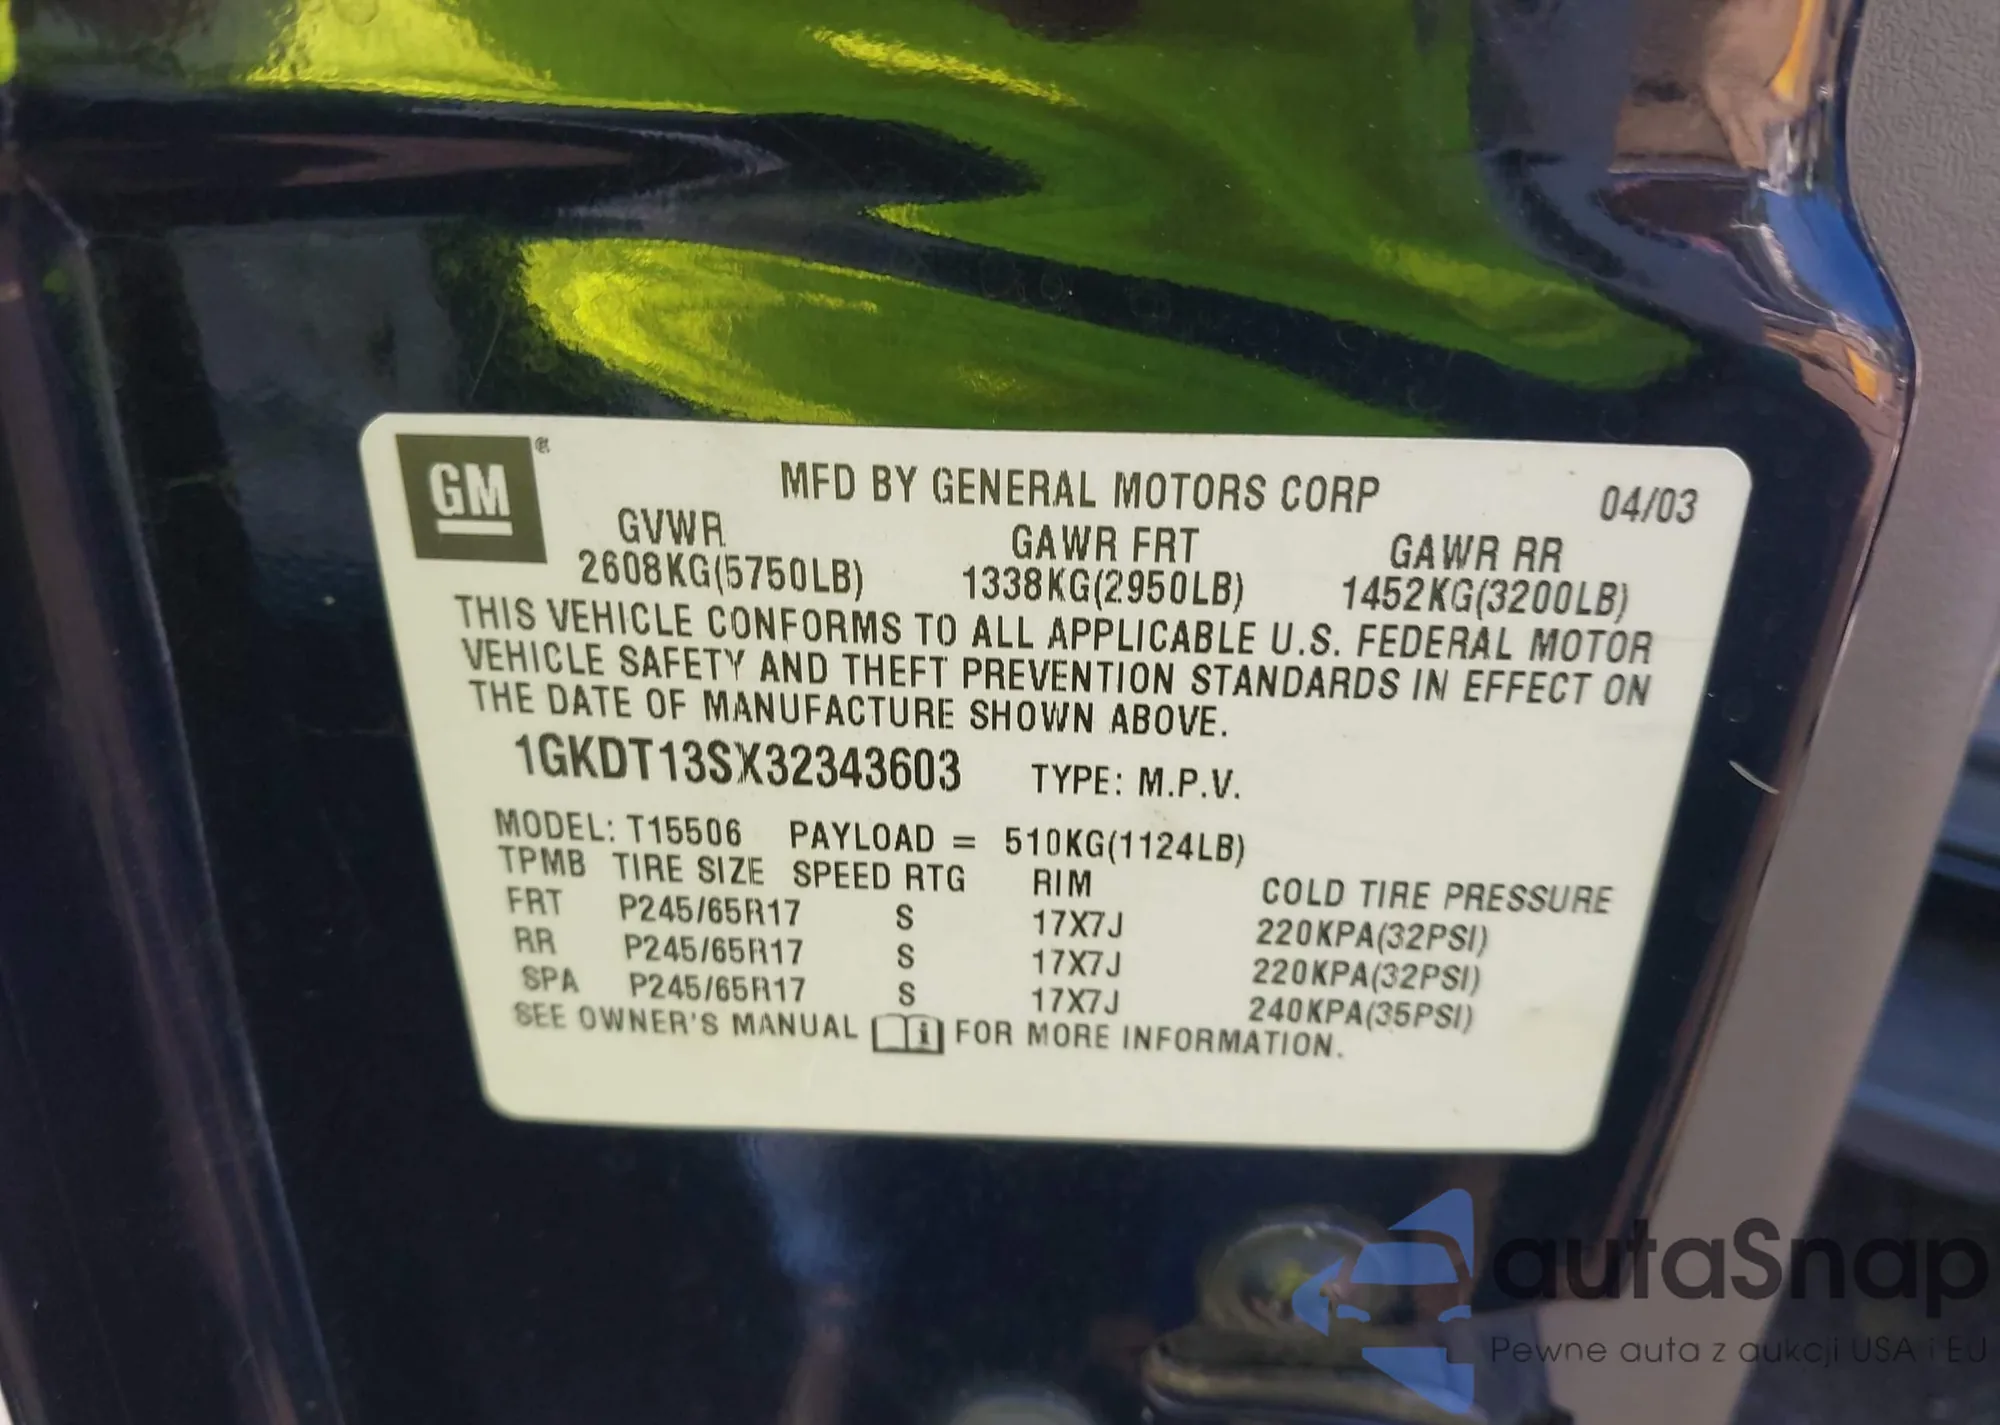 GM ®
MFD BY GENERAL MOTORS CORP 04/03
GVWR GAWR FRT GAWR RR
2608KG(5750LB) 1338KG(2950LB) 1452KG(3200LB)
THIS VEHICLE CONFORMS TO ALL APPLICABLE U.S. FEDERAL MOTOR
VEHICLE SAFETY AND THEFT PREVENTION STANDARDS IN EFFECT ON
THE DATE OF MANUFACTURE SHOWN ABOVE.
1GKDT13SX32343603 TYPE: M.P.V.
MODEL: T15506 PAYLOAD = 510KG(1124LB)
TPMB TIRE SIZE SPEED RTG RIM COLD TIRE PRESSURE
FRT P245/65R17 S 17X7J 220KPA(32PSI)
RR P245/65R17 S 17X7J 220KPA(32PSI)
SPA P245/65R17 S 17X7J 240KPA(35PSI)
SEE OWNER'S MANUAL i FOR MORE INFORMATION.
autaSnap
Pewne auta z aukcji USA i EU